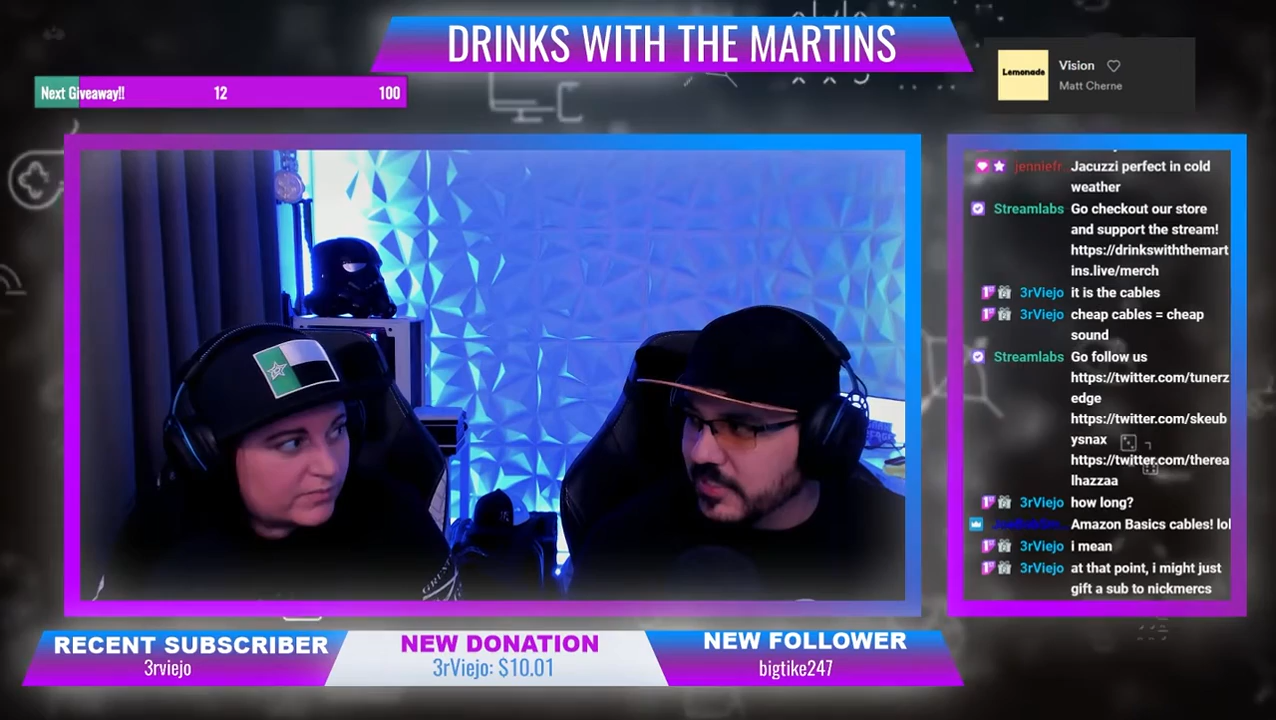 DRINKS WITH THE MARTINS
Next Giveaway!! 12 100
Lemonade
Vision
Matt Cherne
jenniefr Jacuzzi perfect in cold
weather
Streamlabs Go checkout our store
and support the stream!
https://drinkswiththemart
ins.live/merch
3rViejo it is the cables
3rViejo cheap cables = cheap
sound
Streamlabs Go follow us
https://twitter.com/tunerz
edge
https://twitter.com/skeub
ysnax
https://twitter.com/therea
lhazzaa
3rViejo how long?
Amazon Basics cables! lol
3rViejo i mean
3rViejo at that point, i might just
gift a sub to nickmercs
RECENT SUBSCRIBER
3rviejo
NEW DONATION
3rViejo: $10.01
NEW FOLLOWER
bigtike247